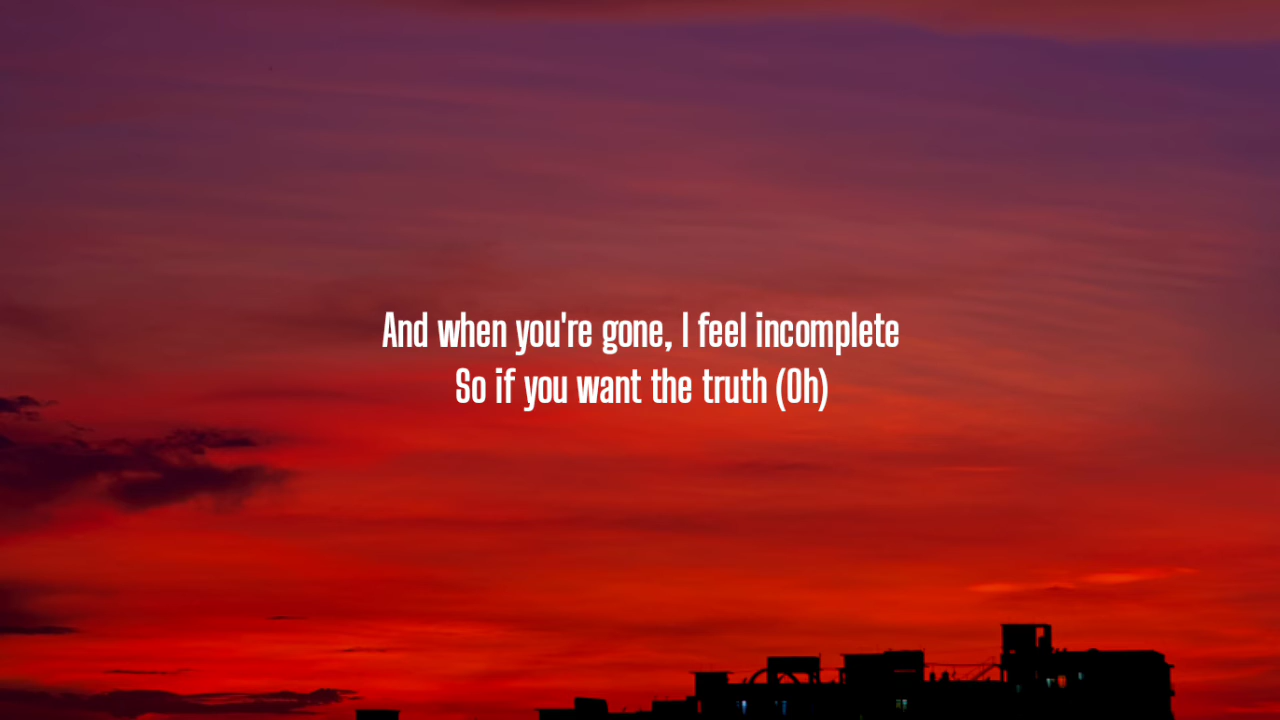 And when you're gone, I feel incomplete
So if you want the truth (Oh)